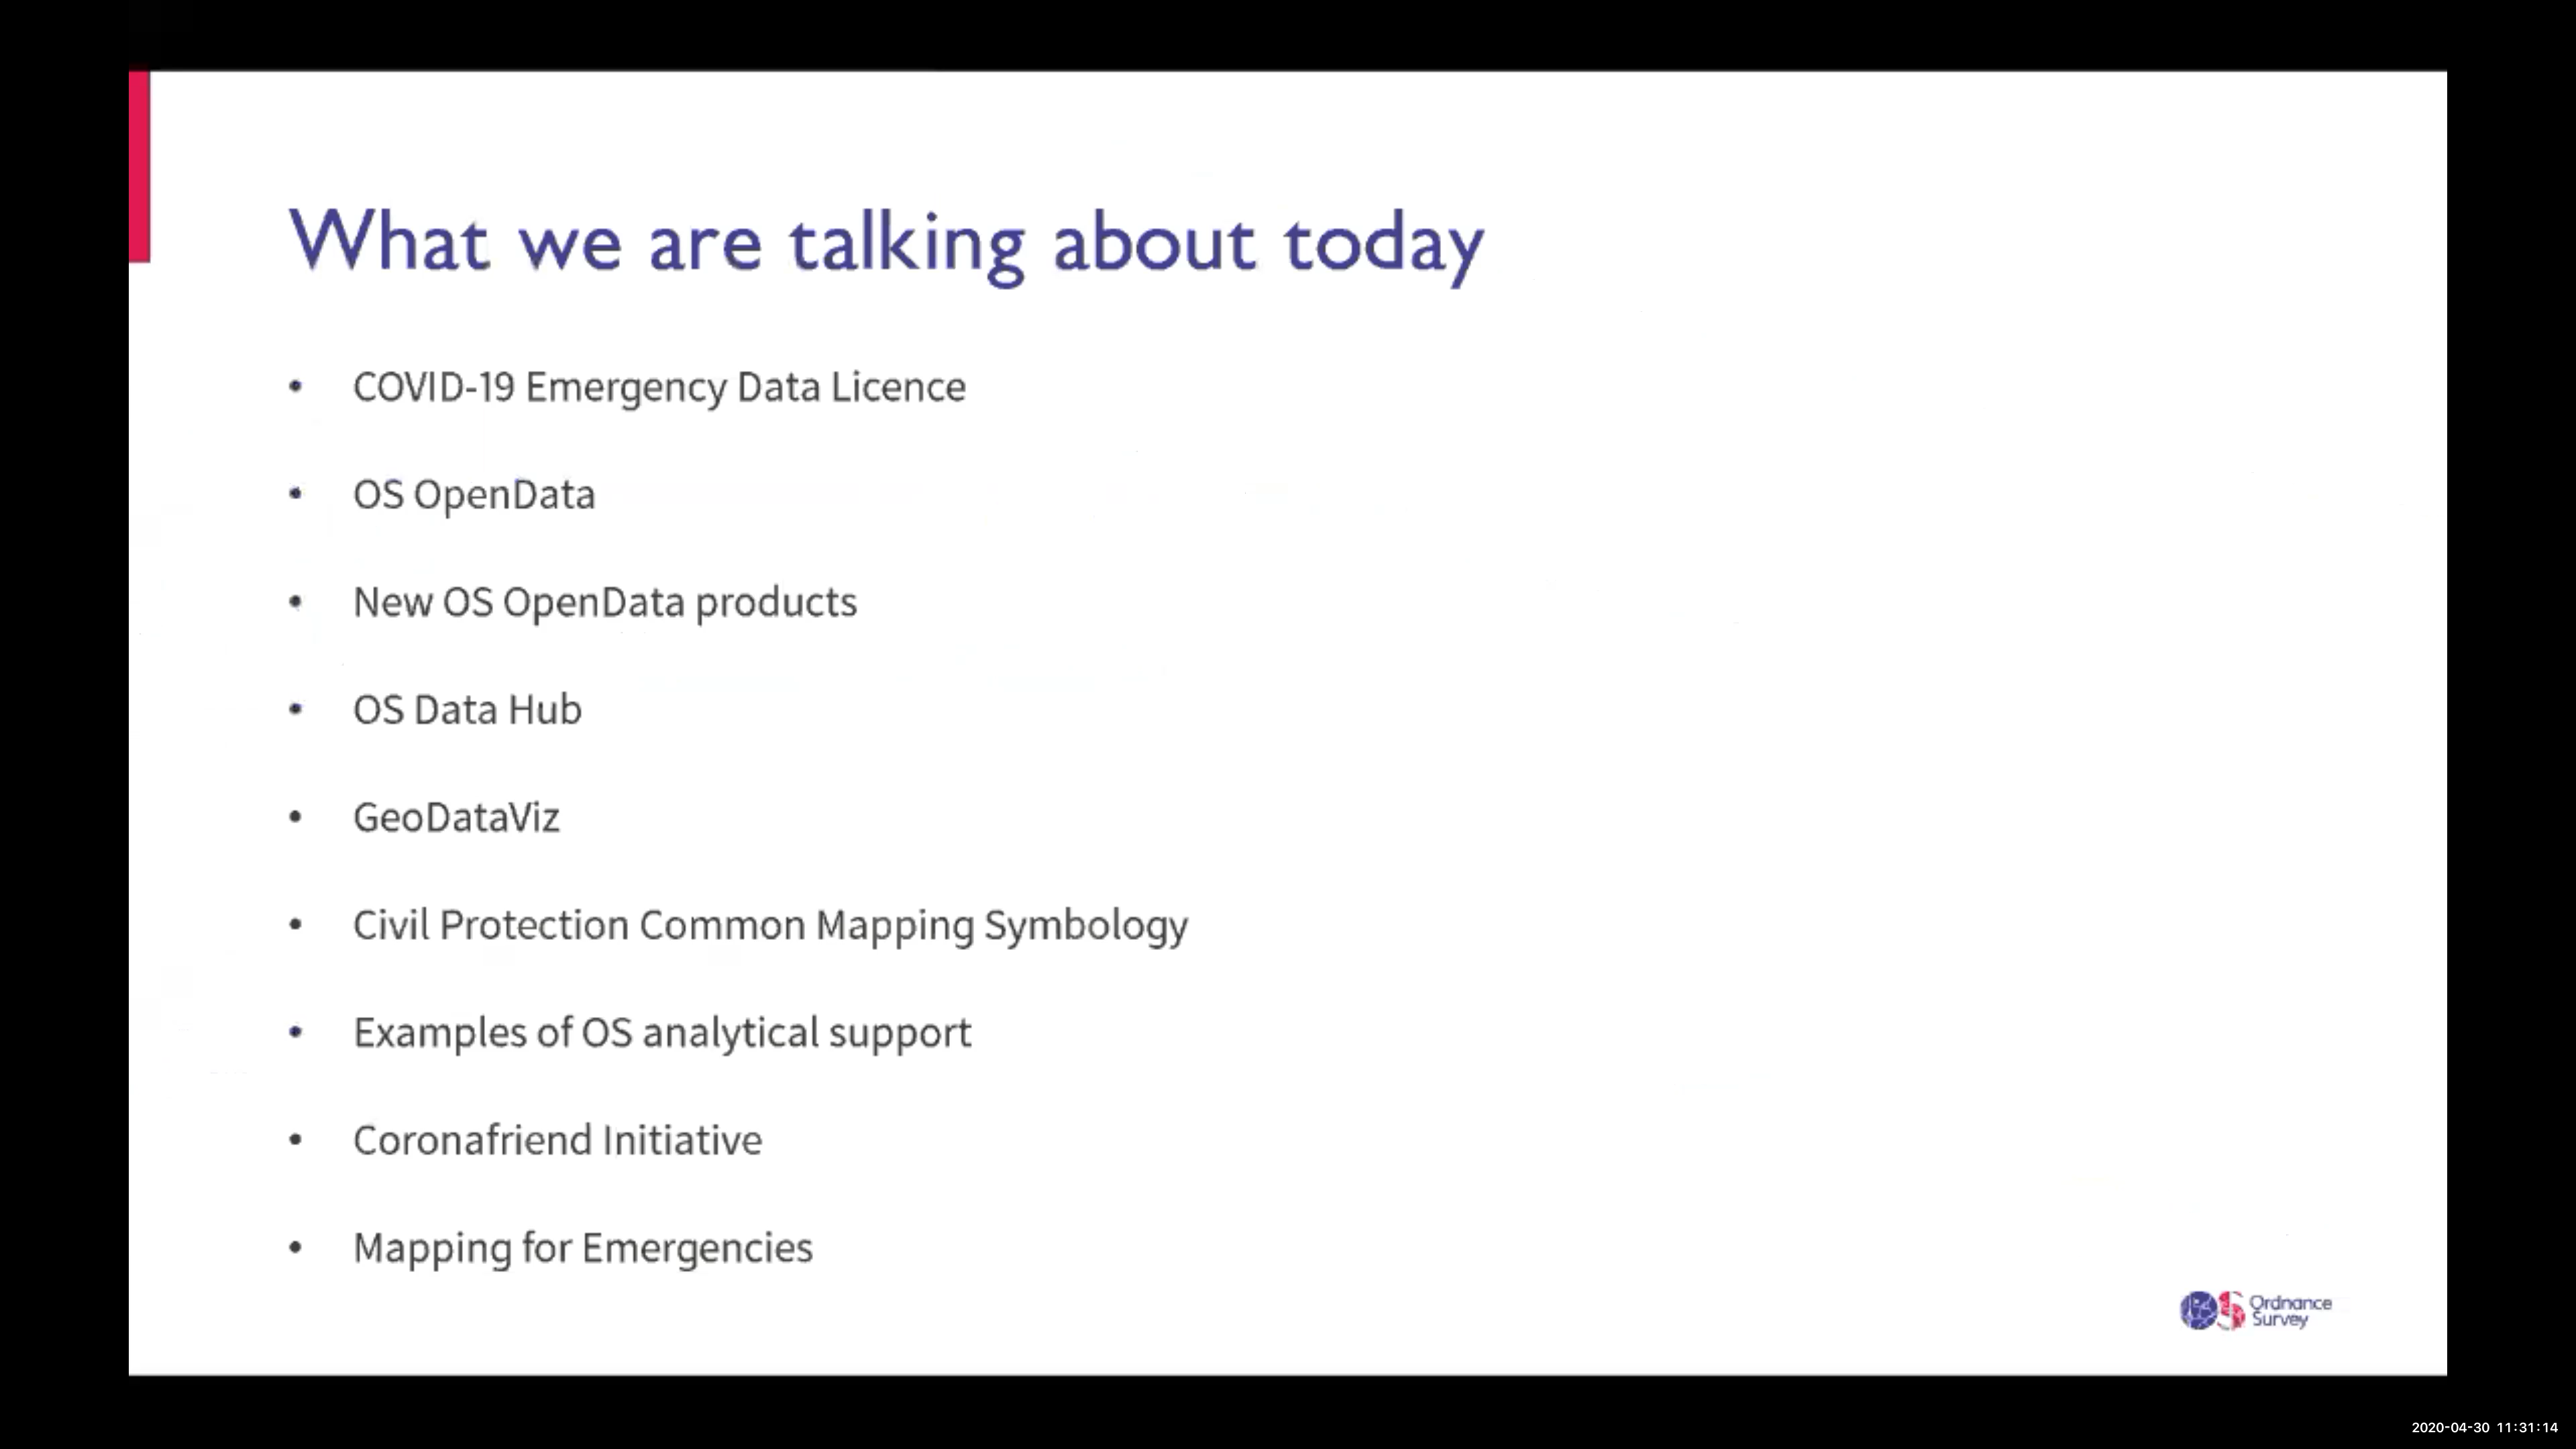 What we are talking about today
• COVID-19 Emergency Data Licence
• OS OpenData
• New OS OpenData products
• OS Data Hub
• GeoDataViz
• Civil Protection Common Mapping Symbology
• Examples of OS analytical support
• Coronafriend Initiative
• Mapping for Emergencies
OS Ordnance
Survey
2020-04-30 11:31:14